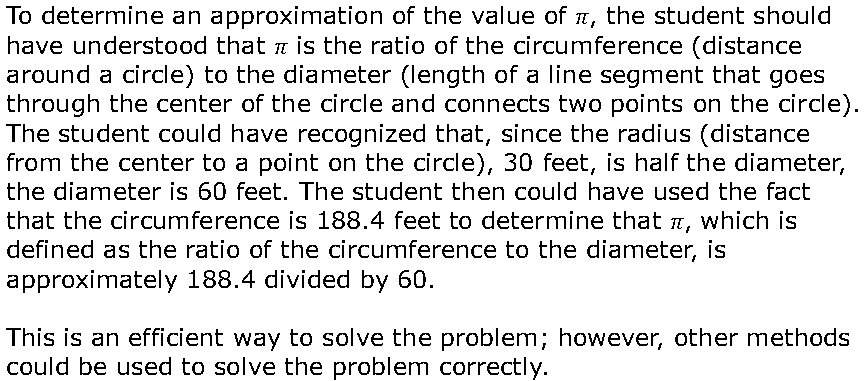 To determine an approximation of the value of π, the student should
have understood that π is the ratio of the circumference (distance
around a circle) to the diameter (length of a line segment that goes
through the center of the circle and connects two points on the circle).
The student could have recognized that, since the radius (distance
from the center to a point on the circle), 30 feet, is half the diameter,
the diameter is 60 feet. The student then could have used the fact
that the circumference is 188.4 feet to determine that π, which is
defined as the ratio of the circumference to the diameter, is
approximately 188.4 divided by 60.
This is an efficient way to solve the problem; however, other methods
could be used to solve the problem correctly.